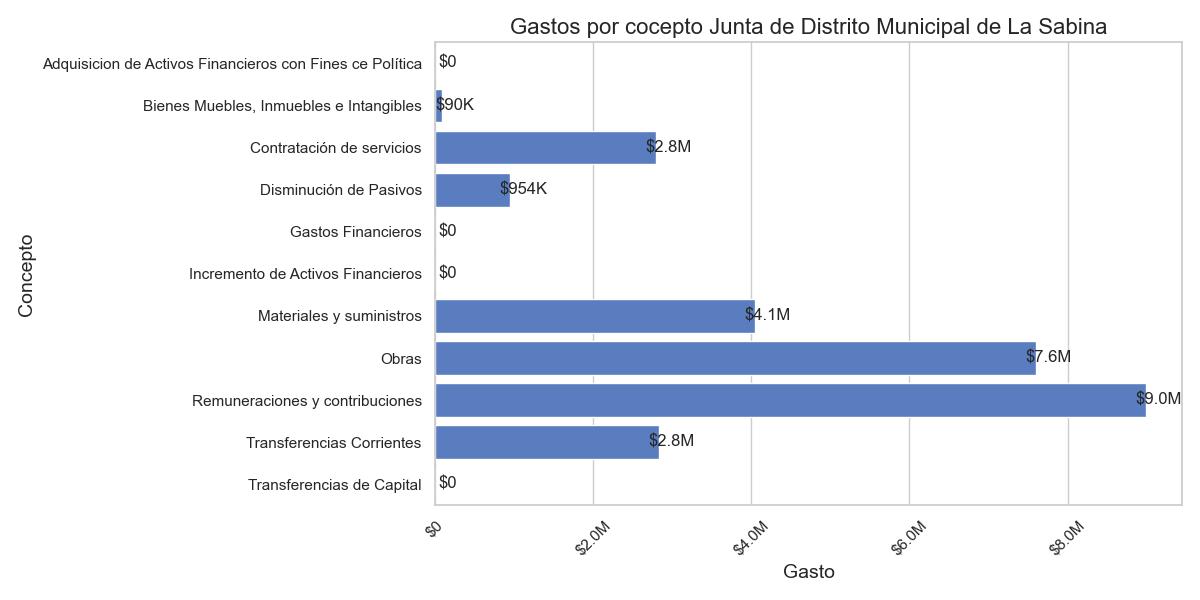 Gastos por cocepto Junta de Distrito Municipal de La Sabina
Concepto
Adquisicion de Activos Financieros con Fines ce Política $0
Bienes Muebles, Inmuebles e Intangibles $90K
Contratación de servicios $2.8M
Disminución de Pasivos $954K
Gastos Financieros $0
Incremento de Activos Financieros $0
Materiales y suministros $4.1M
Obras $7.6M
Remuneraciones y contribuciones $9.0M
Transferencias Corrientes $2.8M
Transferencias de Capital $0
$0 $2.0M $4.0M $6.0M $8.0M
Gasto